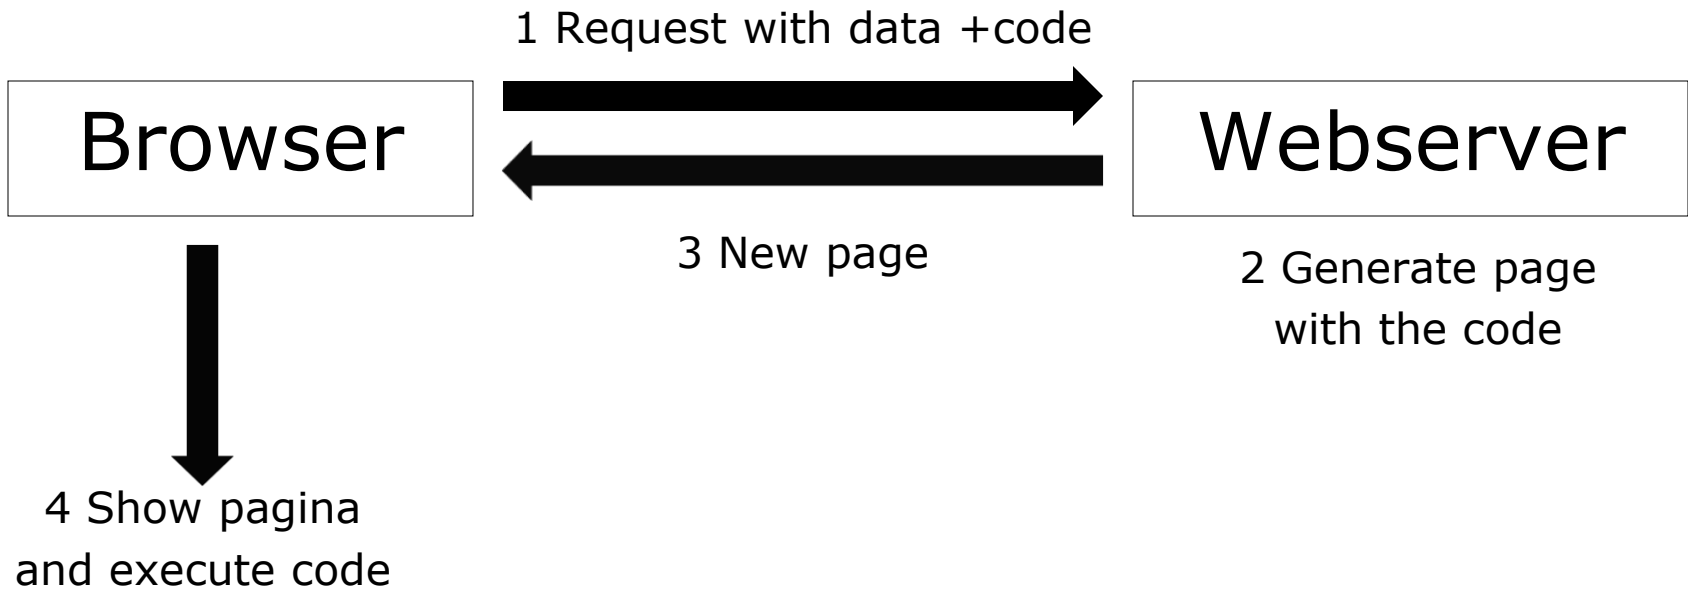 1 Request with data +code
Browser
Webserver
3 New page
2 Generate page
with the code
4 Show pagina
and execute code